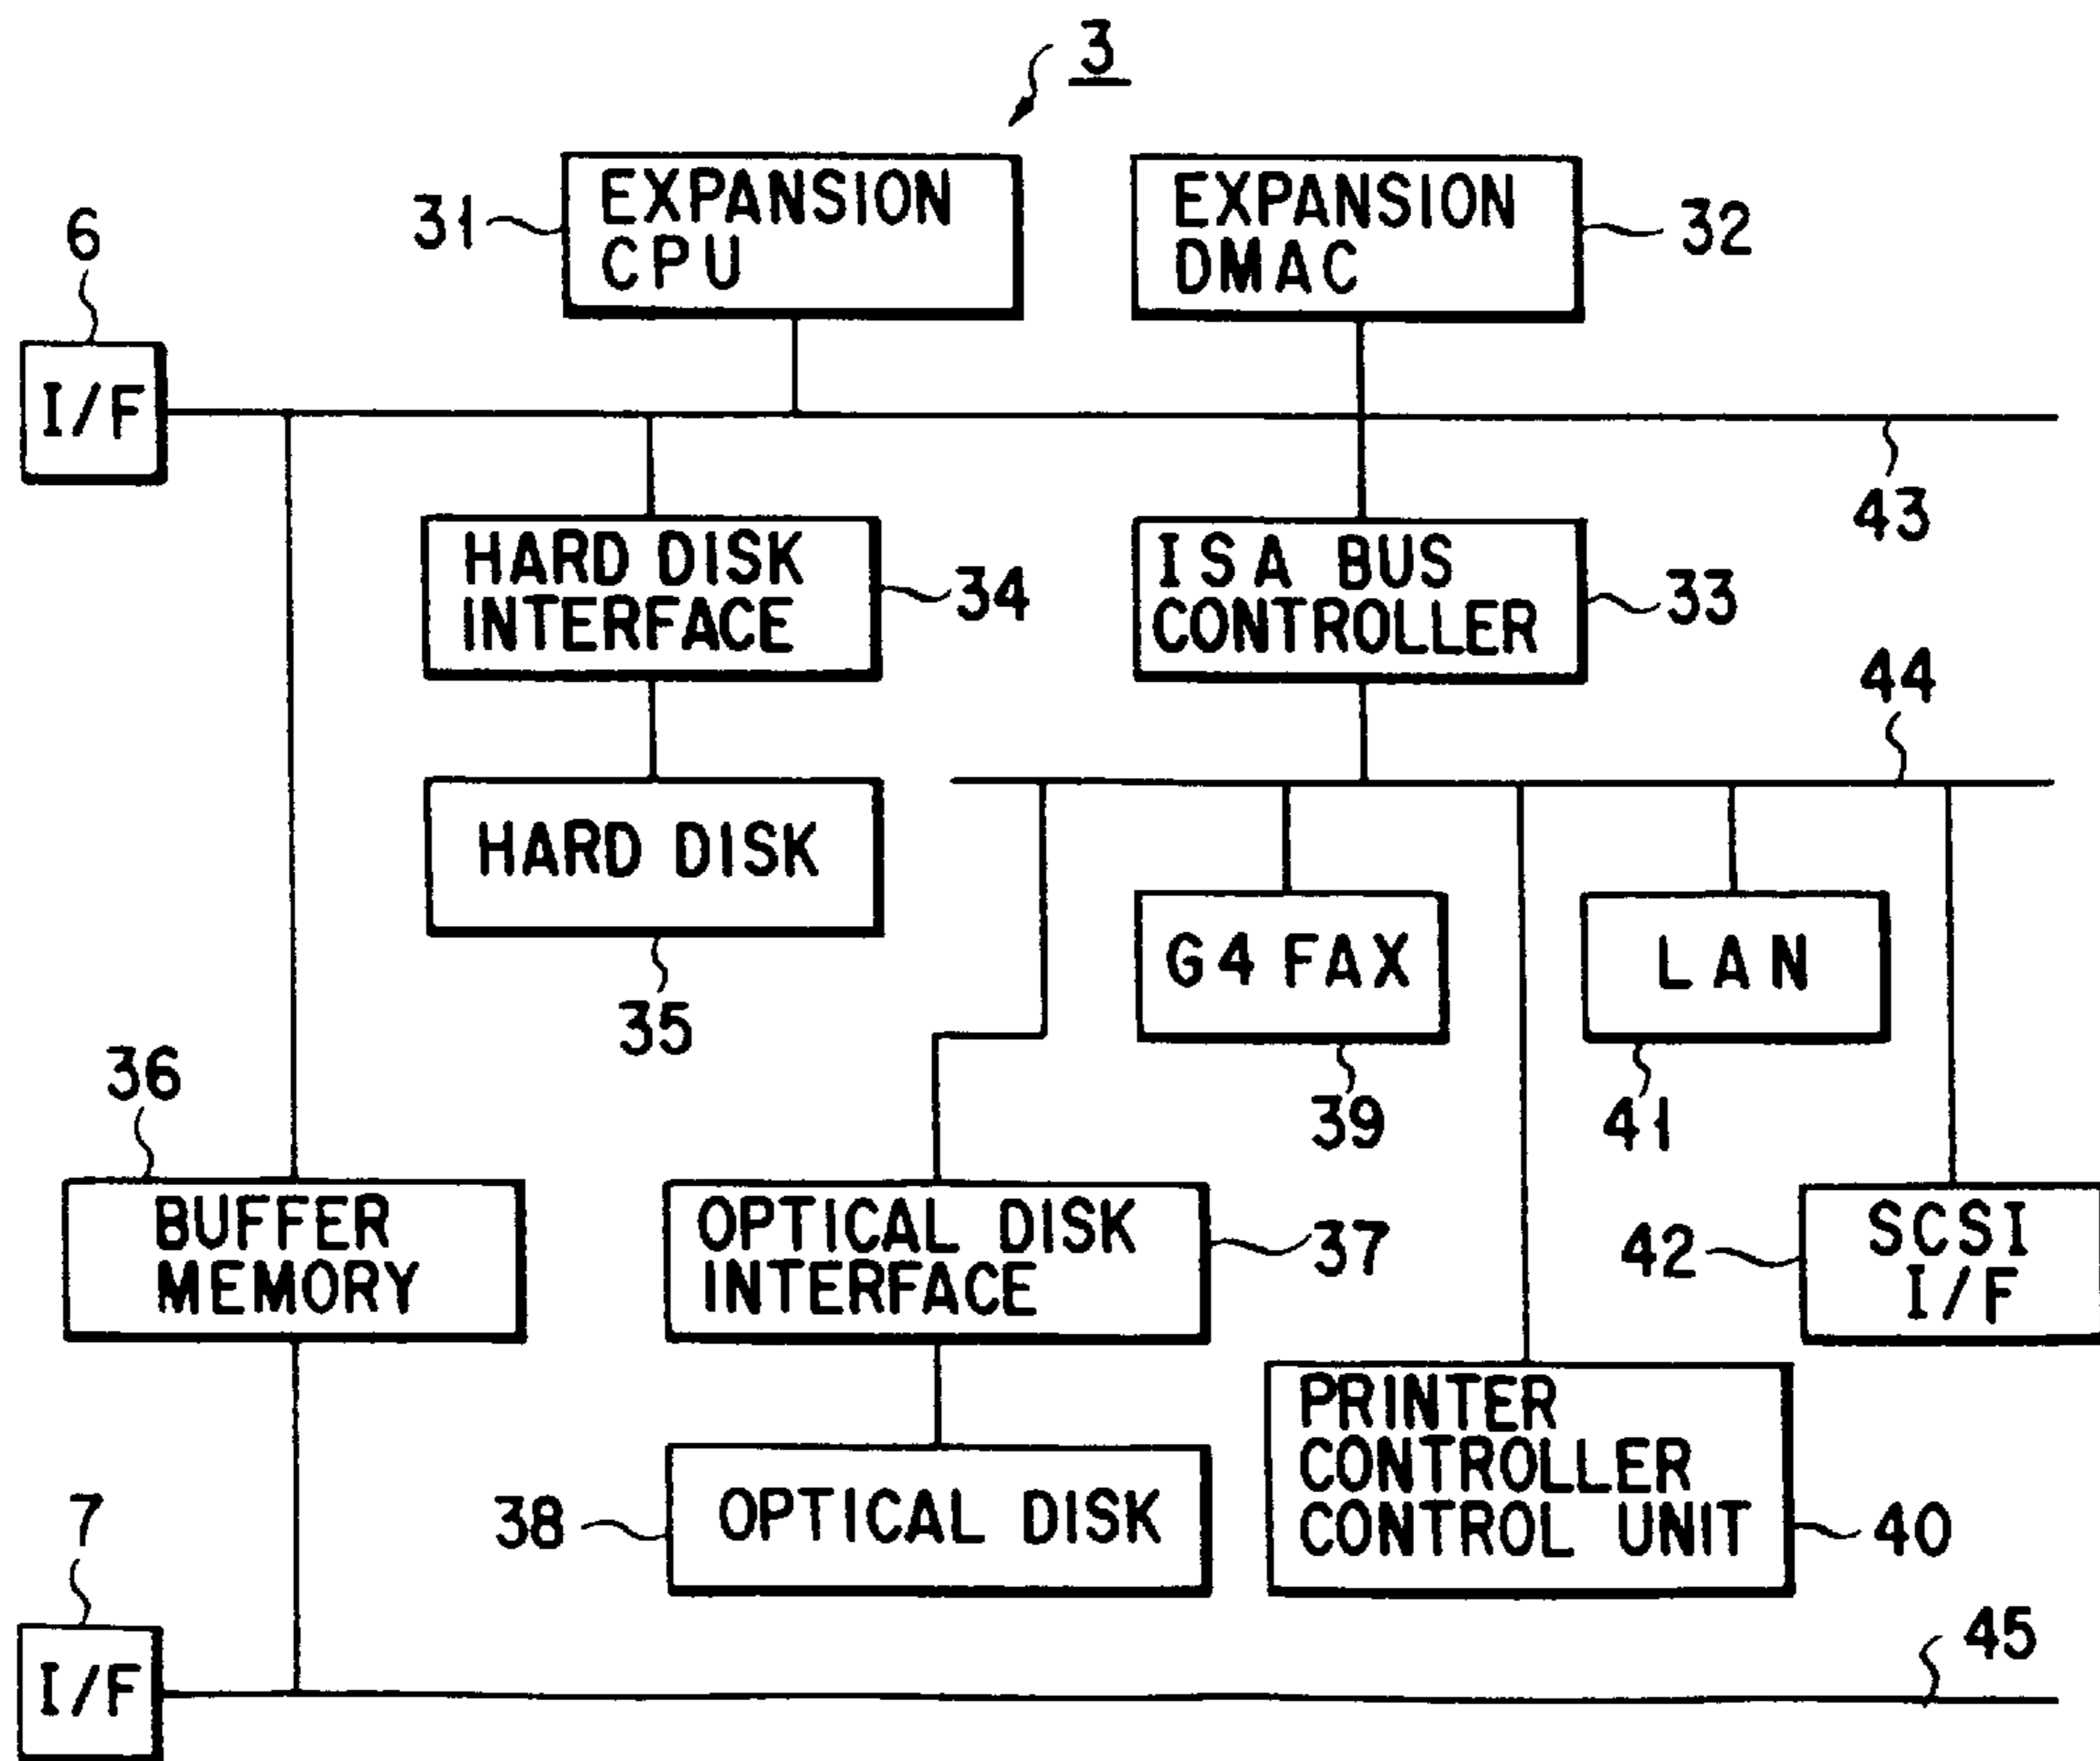 3
31
EXPANSION
CPU
EXPANSION
DMAC
32
6
I/F
43
HARD DISK
INTERFACE
34
ISA BUS
CONTROLLER
33
44
HARD DISK
35
G4 FAX
39
LAN
41
36
BUFFER
MEMORY
OPTICAL DISK
INTERFACE
37
42
SCSI
I/F
38
OPTICAL DISK
PRINTER
CONTROLLER
CONTROL UNIT
40
7
I/F
45